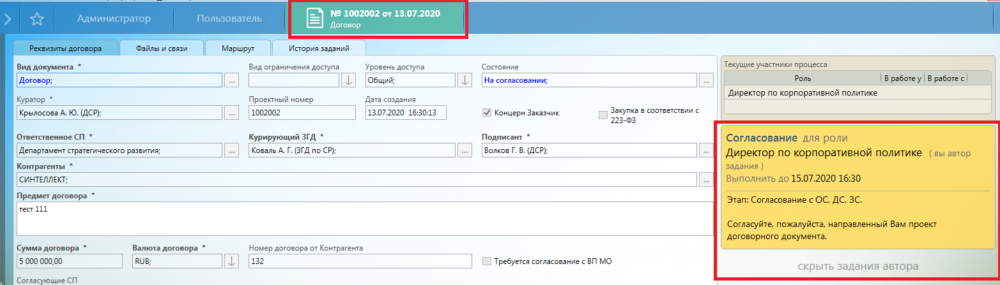 Администратор
Пользователь
№ 1002002 от 13.07.2020
Договор
Реквизиты договора
Файлы и связи
Маршрут
История заданий
Вид документа *
Вид ограничения доступа
Уровень доступа
Состояние
Договор;
...
Общий;
На согласовании;
...
Куратор *
Проектный номер
Дата создания
Крылосова А. Ю. (ДСР);
...
1002002
13.07.2020 16:30:13
Концерн Заказчик
Закупка в соответствии с
223-ФЗ
Ответственное СП *
Курирующий ЗГД *
Подписант *
Департамент стратегического развития;
...
Коваль А. Г. (ЗГД по СР);
...
Волков Г. В. (ДСР);
...
Контрагенты *
СИНТЕЛЛЕКТ;
...
Предмет договора *
тест 111
Сумма договора *
Валюта договора *
Номер договора от Контрагента
5 000 000,00
RUB;
132
Требуется согласование с ВП МО
Согласующие СП
Текущие участники процесса
Роль
В работе у
В работе с
Директор по корпоративной политике
Согласование для роли
Директор по корпоративной политике ( вы автор
задания )
Выполнить до 15.07.2020 16:30
Этап: Согласование с ОС, ДС, ЗС.
Согласуйте, пожалуйста, направленный Вам проект
договорного документа.
скрыть задания автора